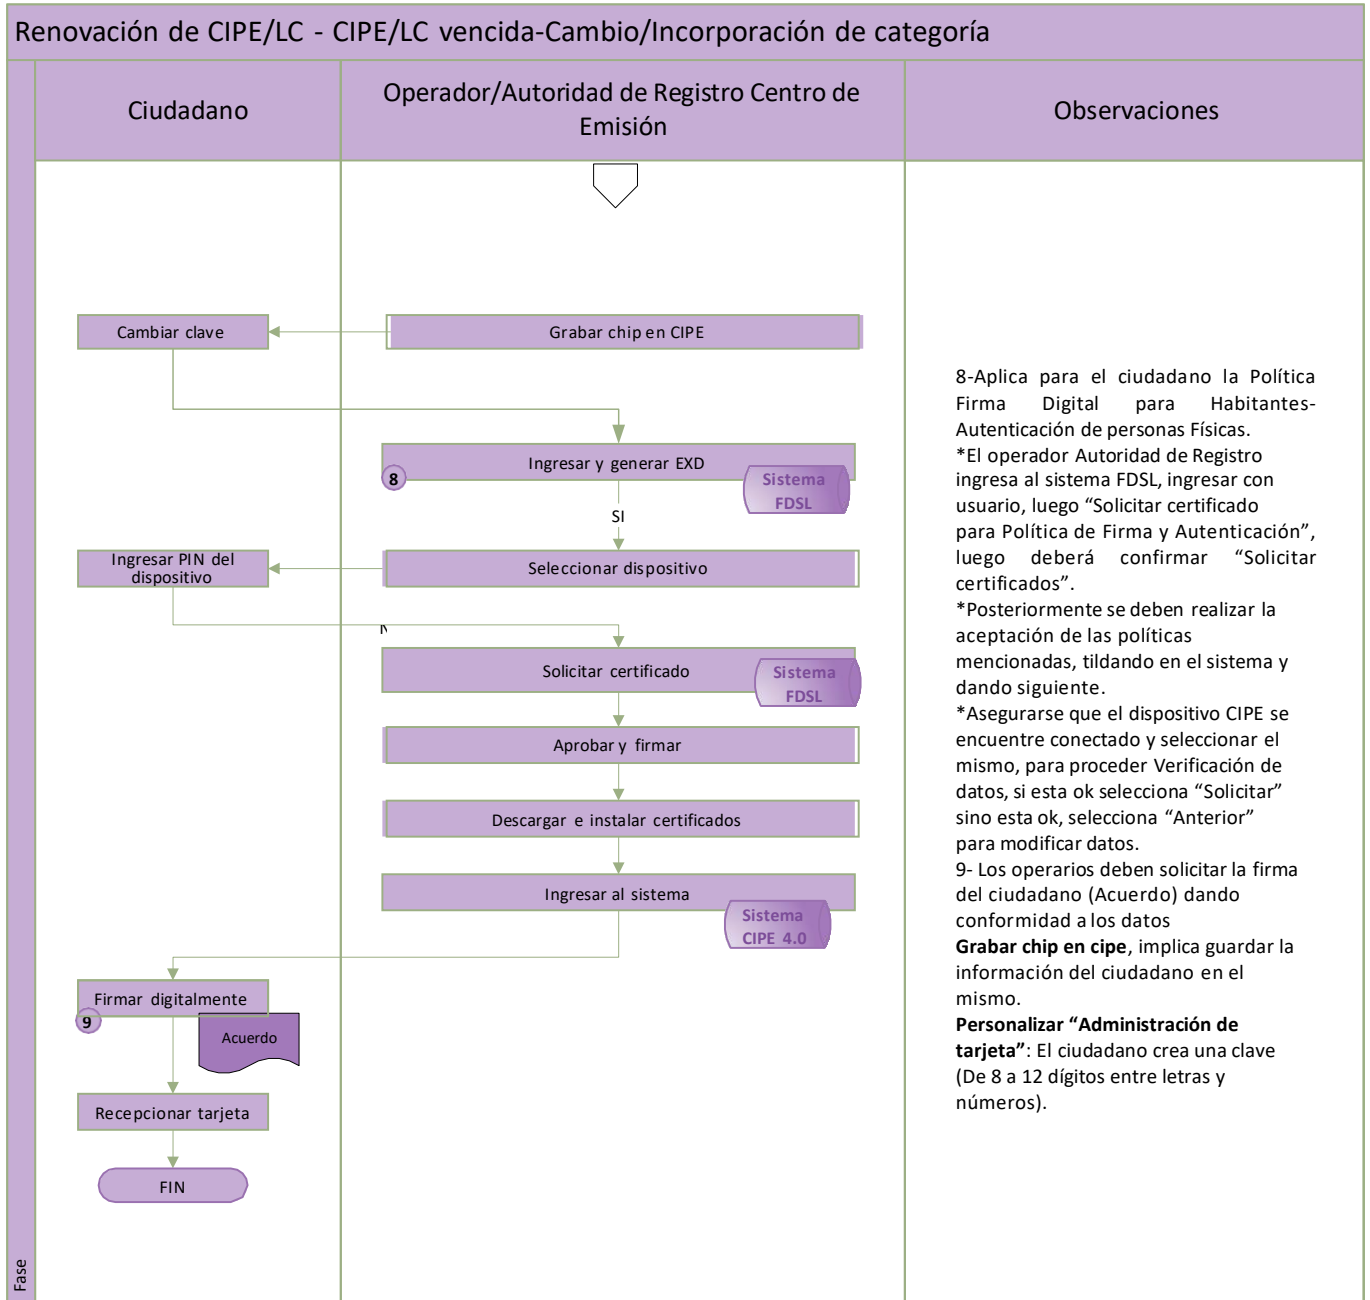 Renovación de CIPE/LC - CIPE/LC vencida-Cambio/Incorporación de categoría
Ciudadano
Operador/Autoridad de Registro Centro de
Emisión
Observaciones
Cambiar clave
Grabar chip en CIPE
Ingresar y generar EXD
8
Sistema
FDSL
SI
Ingresar PIN del
dispositivo
Seleccionar dispositivo
Solicitar certificado
Sistema
FDSL
Aprobar y firmar
Descargar e instalar certificados
Ingresar al sistema
Sistema
CIPE 4.0
Firmar digitalmente
9
Acuerdo
Recepcionar tarjeta
FIN
8-Aplica para el ciudadano la Política
Firma Digital para Habitantes-
Autenticación de personas Físicas.
*El operador Autoridad de Registro
ingresa al sistema FDSL, ingresar con
usuario, luego “Solicitar certificado
para Política de Firma y Autenticación”,
luego deberá confirmar “Solicitar
certificados”.
*Posteriormente se deben realizar la
aceptación de las políticas
mencionadas, tildando en el sistema y
dando siguiente.
*Asegurarse que el dispositivo CIPE se
encuentre conectado y seleccionar el
mismo, para proceder Verificación de
datos, si esta ok selecciona “Solicitar”
sino esta ok, selecciona “Anterior”
para modificar datos.
9- Los operarios deben solicitar la firma
del ciudadano (Acuerdo) dando
conformidad a los datos
Grabar chip en cipe, implica guardar la
información del ciudadano en el
mismo.
Personalizar “Administración de
tarjeta”: El ciudadano crea una clave
(De 8 a 12 dígitos entre letras y
números).
Fase